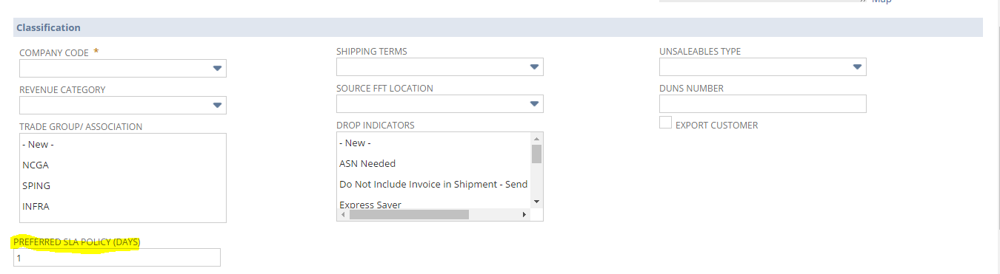 Map
Classification
COMPANY CODE *
SHIPPING TERMS
UNSALEABLES TYPE
REVENUE CATEGORY
SOURCE FFT LOCATION
DUNS NUMBER
TRADE GROUP/ ASSOCIATION
- New -
NCGA
SPING
INFRA
DROP INDICATORS
- New -
ASN Needed
Do Not Include Invoice in Shipment - Send
Express Saver
EXPORT CUSTOMER
PREFERRED SLA POLICY (DAYS)
1